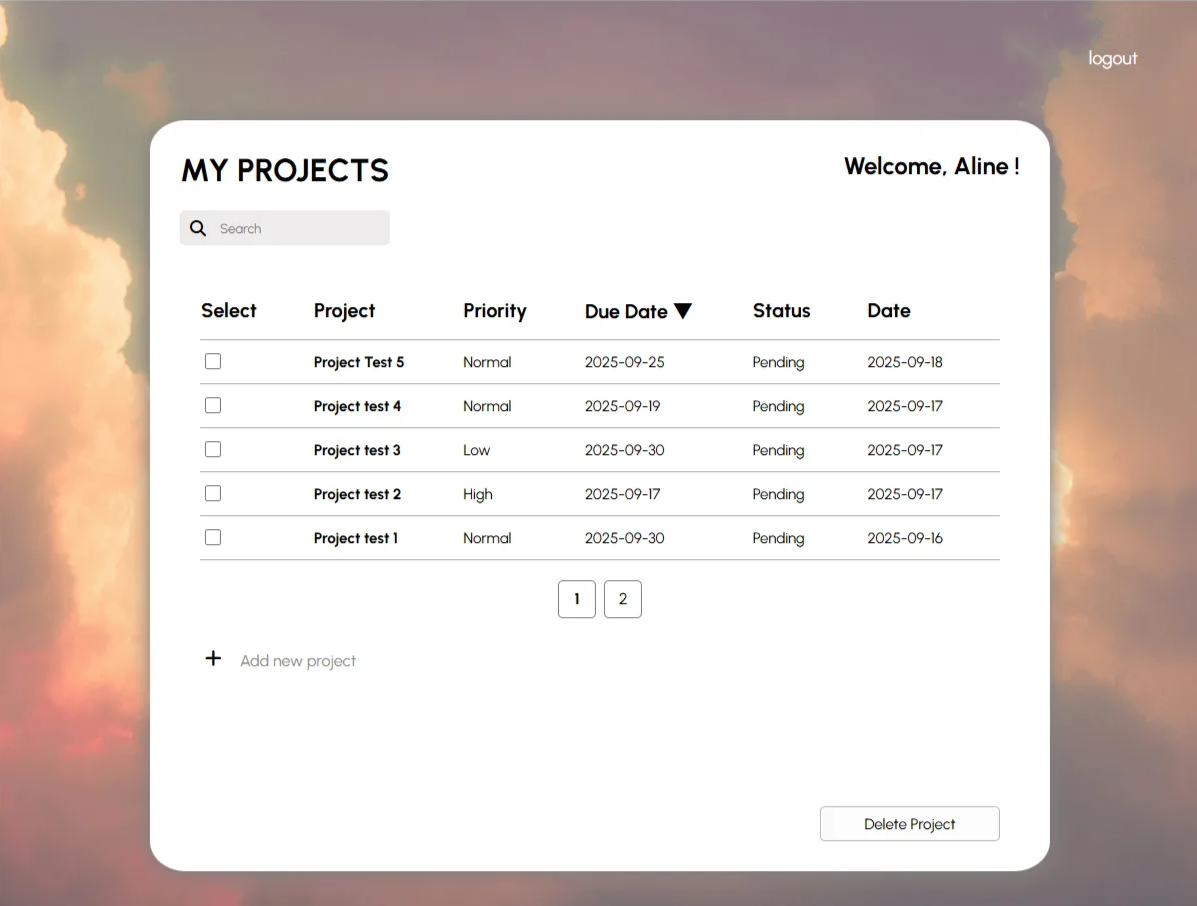 logout
MY PROJECTS
Welcome, Aline !
Search
Select Project Priority Due Date ▼ Status Date
Project Test 5 Normal 2025-09-25 Pending 2025-09-18
Project test 4 Normal 2025-09-19 Pending 2025-09-17
Project test 3 Low 2025-09-30 Pending 2025-09-17
Project test 2 High 2025-09-17 Pending 2025-09-17
Project test 1 Normal 2025-09-30 Pending 2025-09-16
1 2
+ Add new project
Delete Project